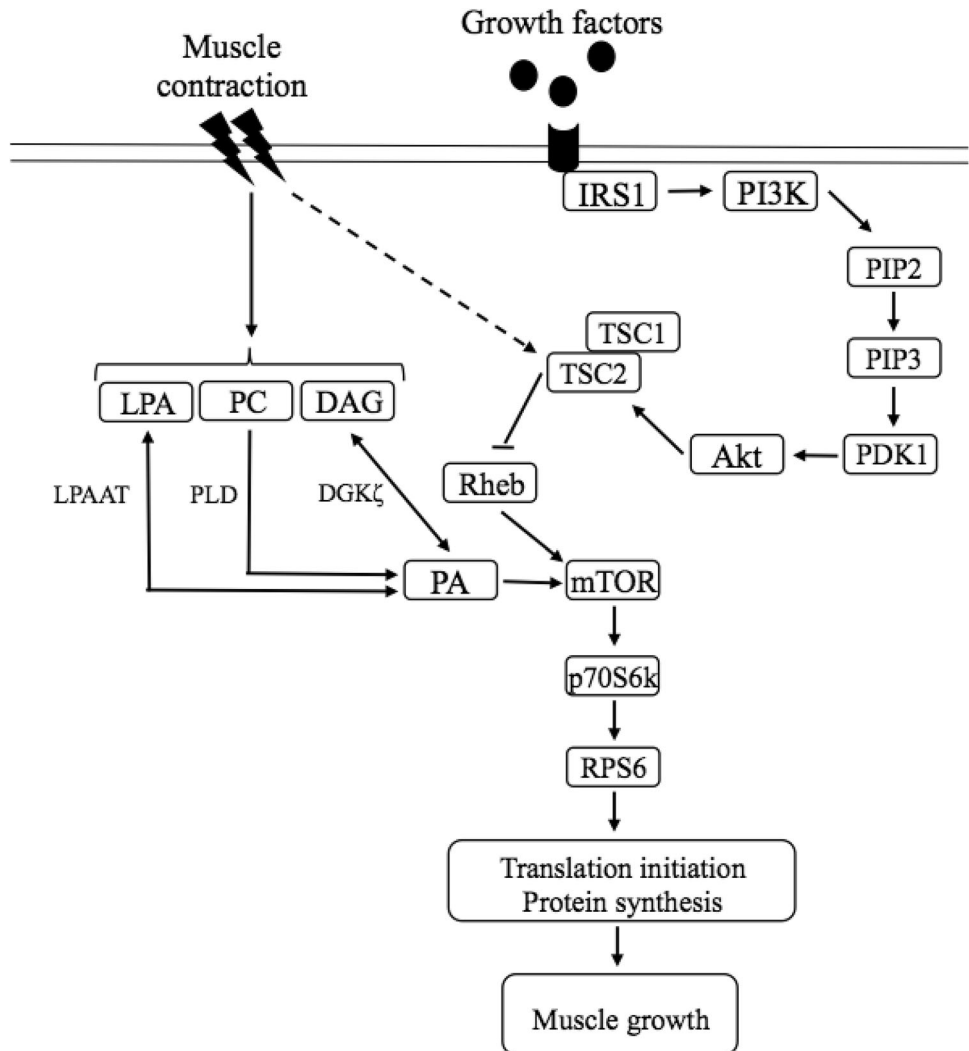 Growth factors
Muscle
contraction
IRS1
PI3K
PIP2
TSC1
TSC2
PIP3
LPA
PC
DAG
Akt
PDK1
Rheb
LPAAT
PLD
DGKζ
PA
mTOR
p70S6k
RPS6
Translation initiation
Protein synthesis
Muscle growth